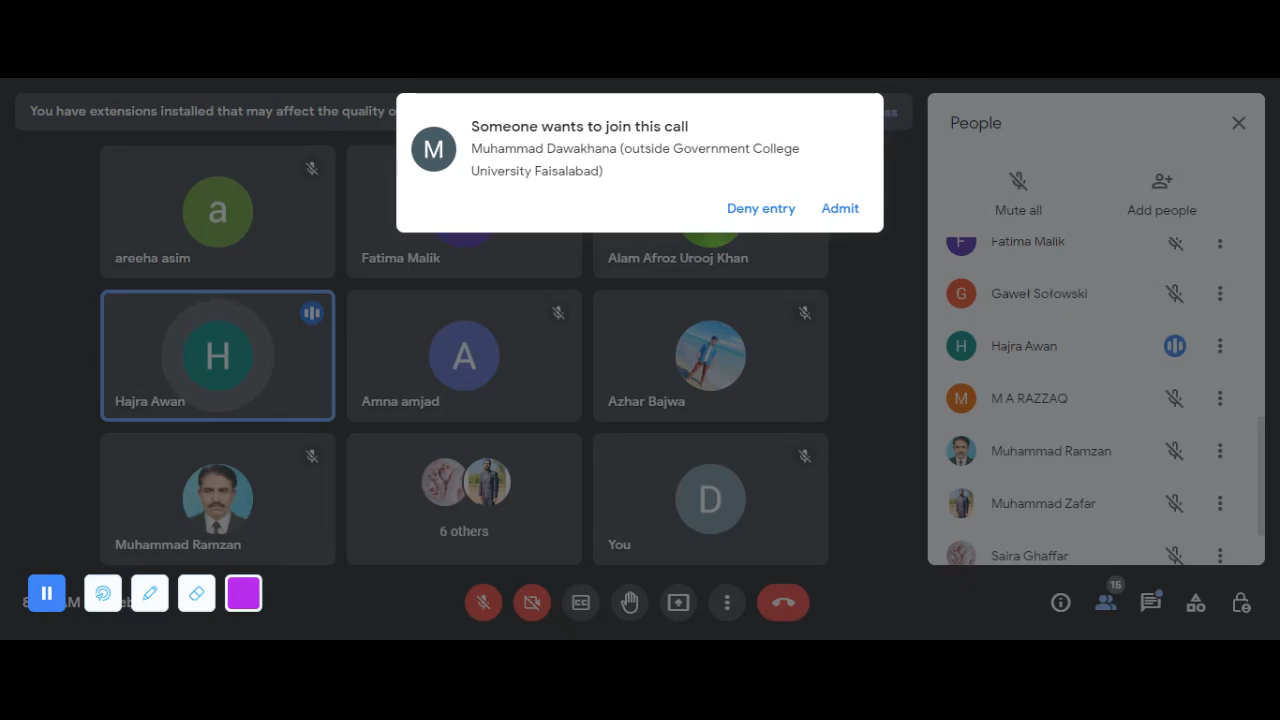 You have extensions installed that may affect the quality o
ss
Someone wants to join this call
M
Muhammad Dawakhana (outside Government College
University Faisalabad)
Deny entry
Admit
People
Mute all
Add people
a
areeha asim
Fatima Malik
Alam Afroz Urooj Khan
H
Hajra Awan
A
Amna amjad
Azhar Bajwa
Muhammad Ramzan
6 others
D
You
F
Fatima Malik
G
Gaweł Sołowski
H
Hajra Awan
M
M A RAZZAQ
Muhammad Ramzan
Muhammad Zafar
Saira Ghaffar
15